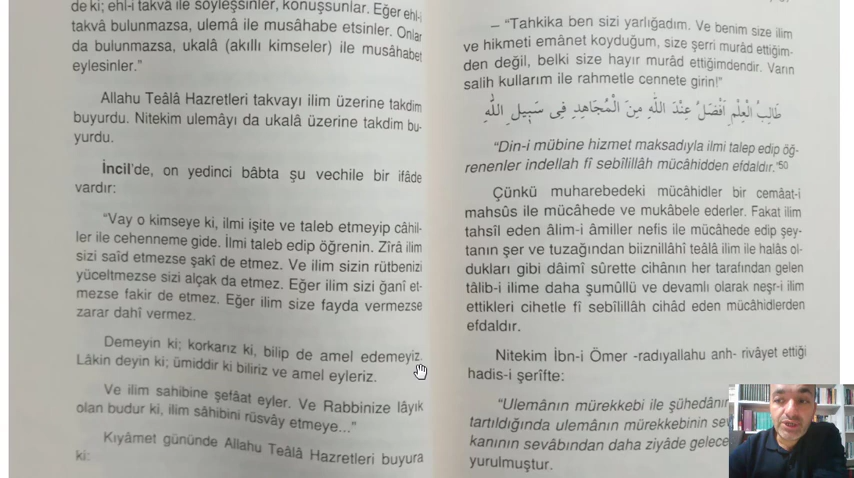 de ki; ehl-i takvâ ile söyleşsinler, konuşsunlar. Eğer ehl-i
takvâ bulunmazsa, ulemâ ile musâhabe etsinler. Onlar
da bulunmazsa, ukalâ (akıllı kimseler) ile musâhabet
eylesinler."
Allahu Teâlâ Hazretleri takvayı ilim üzerine takdim
buyurdu. Nitekim ulemâyı da ukalâ üzerine takdim bu-
yurdu.
İncil'de, on yedinci bâbta şu vechile bir ifâde
vardır:
"Vay o kimseye ki, ilmi işite ve taleb etmeyip câhil-
ler ile cehenneme gide. İlmi taleb edip öğrenin. Zîrâ ilim
sizi saîd etmezse şakî de etmez. Ve ilim sizin rütbenizi
yüceltmezse sizi alçak da etmez. Eğer ilim sizi ğanî et-
mezse fakir de etmez. Eğer ilim size fayda vermezse
zarar dahî vermez.
Demeyin ki; korkarız ki, bilip de amel edemeyiz.
Lâkin deyin ki; ümiddir ki biliriz ve amel eyleriz.
Ve ilim sahibine şefâat eyler. Ve Rabbinize lâyık
olan budur ki, ilim sâhibini rüsvây etmeye..."
Kıyâmet gününde Allahu Teâlâ Hazretleri buyura
ki:
– "Tahkika ben sizi yarlığadım. Ve benim size ilim
ve hikmeti emânet koyduğum, size şerri murâd ettiğim-
den değil, belki size hayır murâd ettiğimdendir. Varın
salih kullarım ile rahmetle cennete girin!"
طَالِبُ الْعِلْمِ اَفْضَلُ عِنْدَ اللّٰهِ مِنَ الْمُجَاهِدِ فِى سَبِيلِ اللّٰهِ
"Din-i mübine hizmet maksadıyla ilmi talep edip öğ-
renenler indellah fî sebîlillâh mücâhidden efdaldır."50
Çünkü muharebedeki mücâhidler bir cemâat-i
mahsûs ile mücâhede ve mukâbele ederler. Fakat ilim
tahsîl eden âlim-i âmiller nefis ile mücâhede edip şey-
tanın şer ve tuzağından biiznillâhî teâlâ ilim ile halâs ol-
dukları gibi dâimî sûrette cihânın her tarafından gelen
tâlib-i ilime daha şumûllü ve devamlı olarak neşr-i ilim
ettikleri cihetle fî sebîlillâh cihâd eden mücâhidlerden
efdaldır.
Nitekim İbn-i Ömer -radıyallahu anh- rivâyet ettiği
hadis-i şerîfte:
"Ulemânın mürekkebi ile şühedânın
tartıldığında ulemânın mürekkebinin
kanının sevâbından daha ziyâde
yurulmuştur.